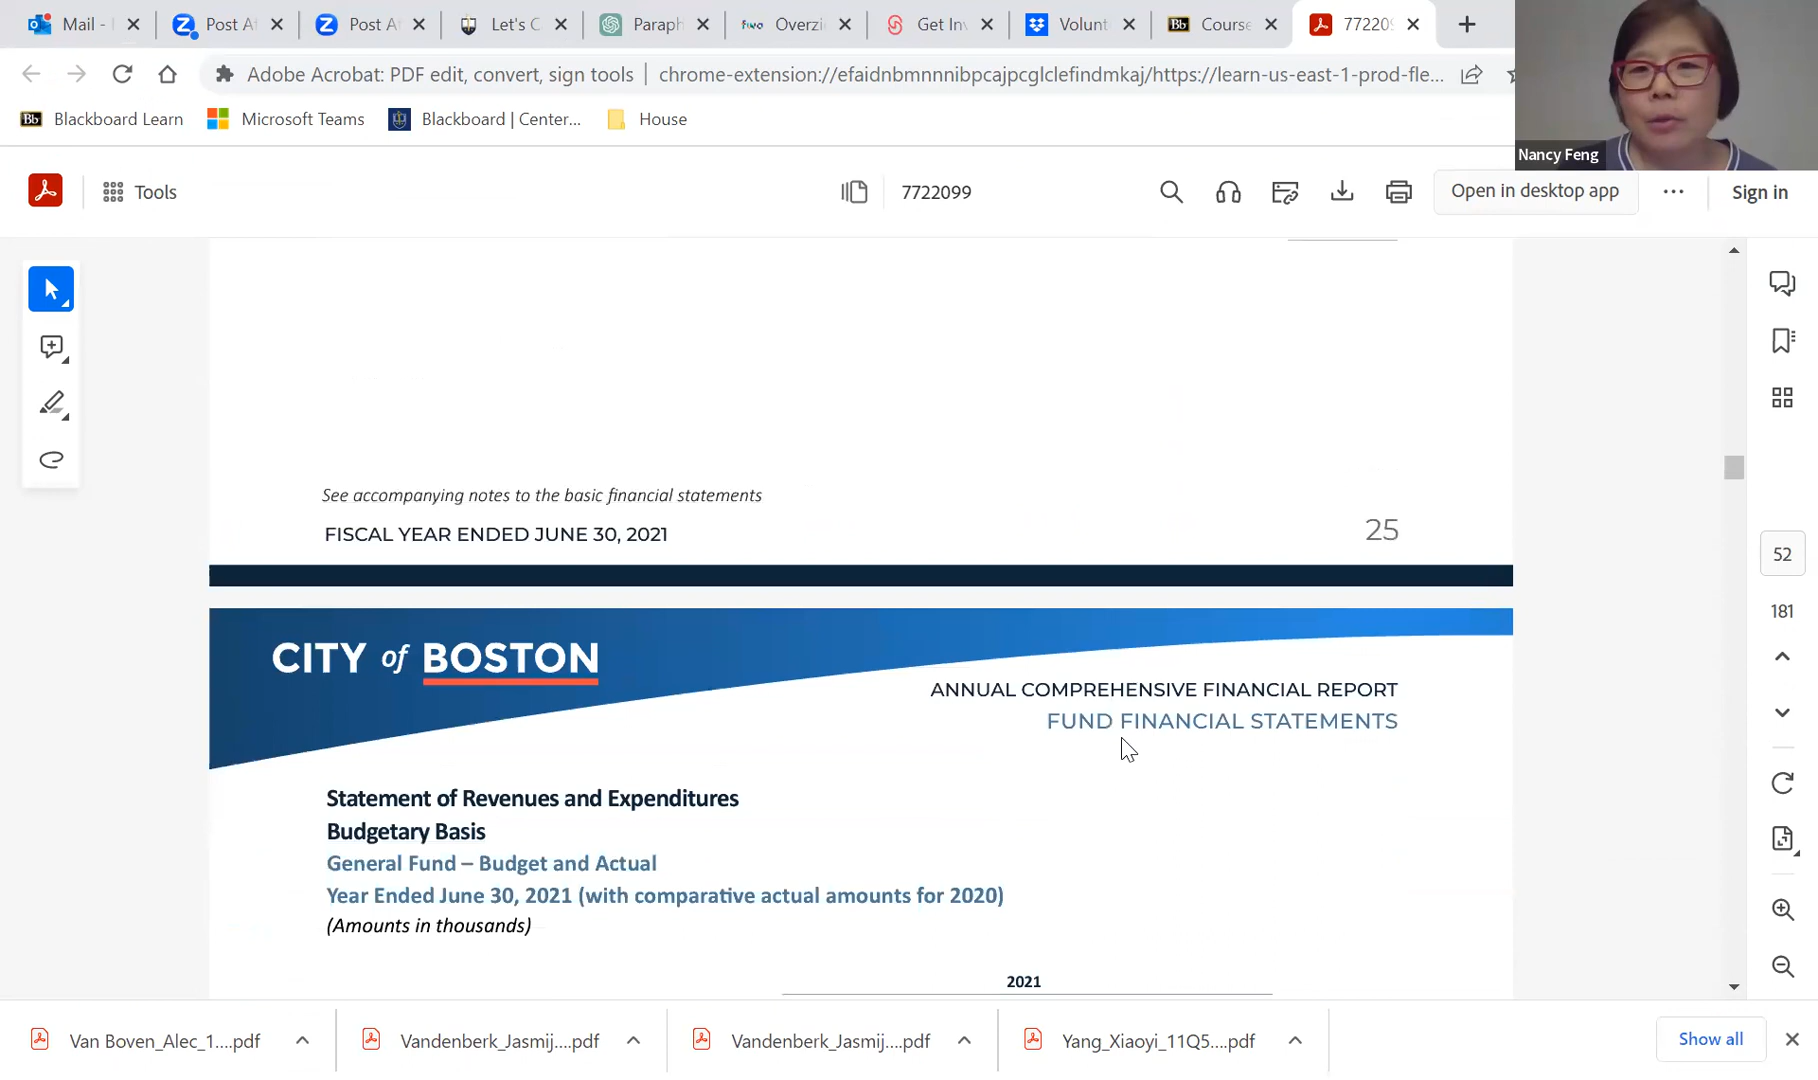 Mail -
Post A
Post A
Let's C
Paraph
Overzi
Get Inv
Volunt
Bb Course
772209
Adobe Acrobat: PDF edit, convert, sign tools
chrome-extension://efaidnbmnnnibpcajpcglclefindmkaj/https://learn-us-east-1-prod-fle...
Bb Blackboard Learn
Microsoft Teams
Blackboard | Center...
House
Nancy Feng
Tools
7722099
Open in desktop app
Sign in
See accompanying notes to the basic financial statements
FISCAL YEAR ENDED JUNE 30, 2021
25
52
181
CITY of BOSTON
ANNUAL COMPREHENSIVE FINANCIAL REPORT
FUND FINANCIAL STATEMENTS
Statement of Revenues and Expenditures
Budgetary Basis
General Fund – Budget and Actual
Year Ended June 30, 2021 (with comparative actual amounts for 2020)
(Amounts in thousands)
2021
Van Boven_Alec_1....pdf
Vandenberk_Jasmij....pdf
Vandenberk_Jasmij....pdf
Yang_Xiaoyi_11Q5....pdf
Show all